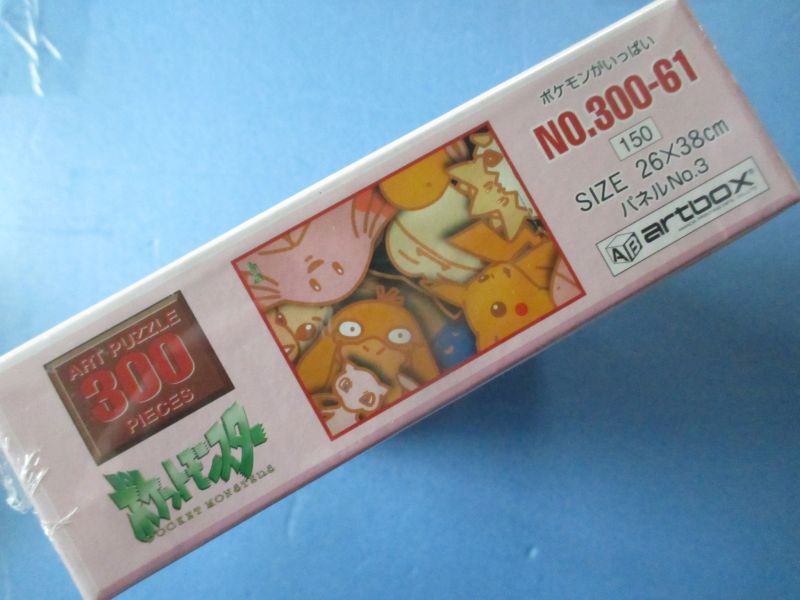 ART PUZZLE
300
PIECES
ポケットモンスター
POCKET MONSTERS
ポケモンがいっぱい
NO.300-61
150
SIZE 26×38cm
パネルNo.3
AB artbox